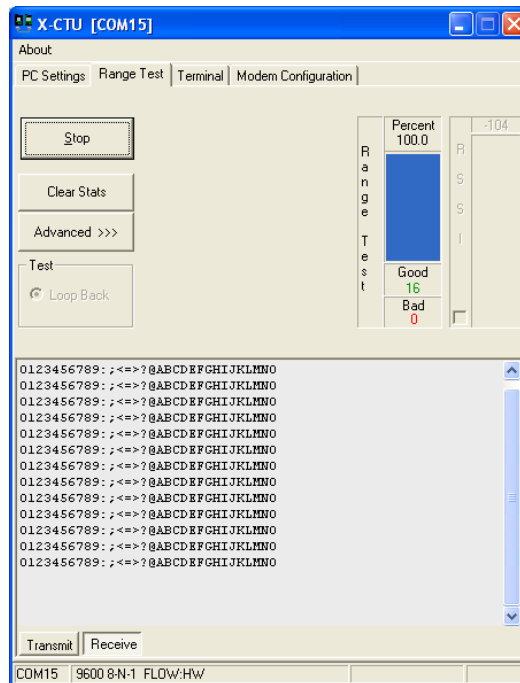 X-CTU [COM15]
About
PC Settings
Range Test
Terminal
Modem Configuration
Stop
Clear Stats
Advanced >>>
Test
Loop Back
Range Test
Percent
100.0
Good
16
Bad
0
-104
RSSI
0123456789:;<=>?@ABCDEFGHIJKLMNO
0123456789:;<=>?@ABCDEFGHIJKLMNO
0123456789:;<=>?@ABCDEFGHIJKLMNO
0123456789:;<=>?@ABCDEFGHIJKLMNO
0123456789:;<=>?@ABCDEFGHIJKLMNO
0123456789:;<=>?@ABCDEFGHIJKLMNO
0123456789:;<=>?@ABCDEFGHIJKLMNO
0123456789:;<=>?@ABCDEFGHIJKLMNO
0123456789:;<=>?@ABCDEFGHIJKLMNO
0123456789:;<=>?@ABCDEFGHIJKLMNO
0123456789:;<=>?@ABCDEFGHIJKLMNO
0123456789:;<=>?@ABCDEFGHIJKLMNO
0123456789:;<=>?@ABCDEFGHIJKLMNO
Transmit
Receive
COM15
9600 8-N-1 FLOW:HW